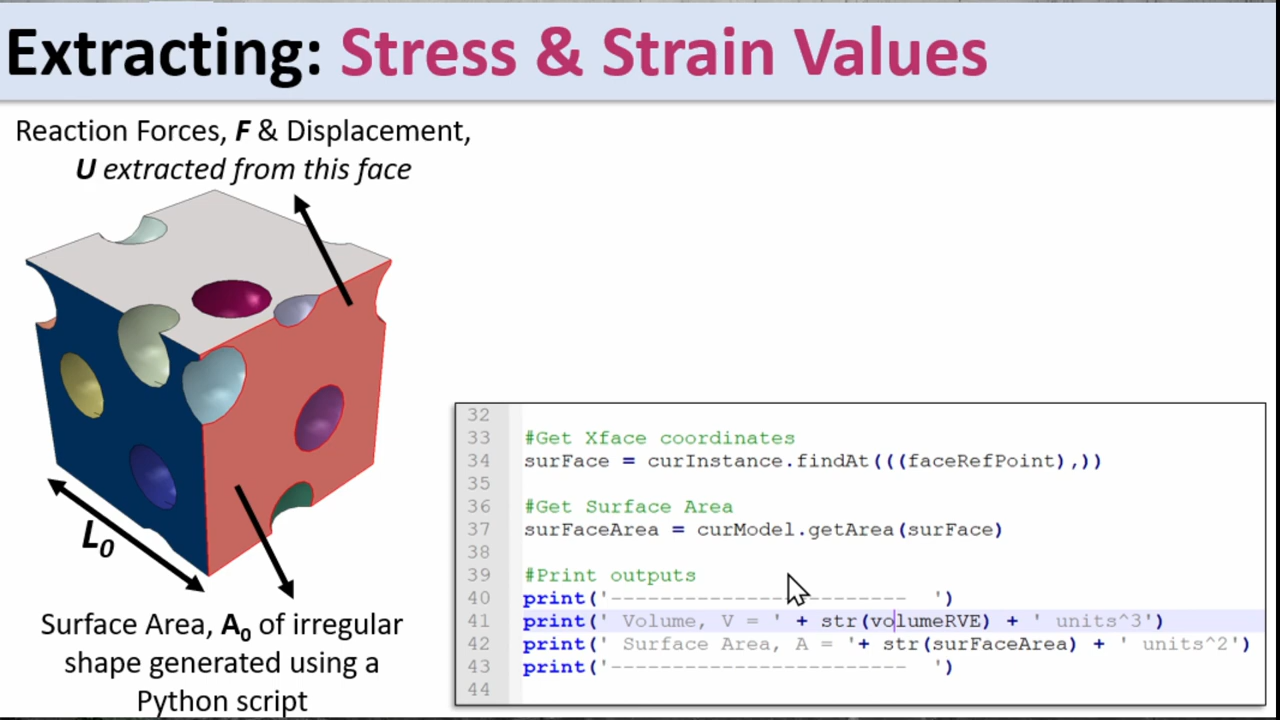 Extracting: Stress & Strain Values
Reaction Forces, F & Displacement,
U extracted from this face
L0
Surface Area, A0 of irregular
shape generated using a
Python script
32
33 #Get Xface coordinates
34 surFace = curInstance.findAt(((faceRefPoint),))
35
36 #Get Surface Area
37 surFaceArea = curModel.getArea(surFace)
38
39 #Print outputs
40 print('------------------------  ')
41 print(' Volume, V = ' + str(volumeRVE) + ' units^3')
42 print(' Surface Area, A = '+ str(surFaceArea) + ' units^2')
43 print('------------------------  ')
44